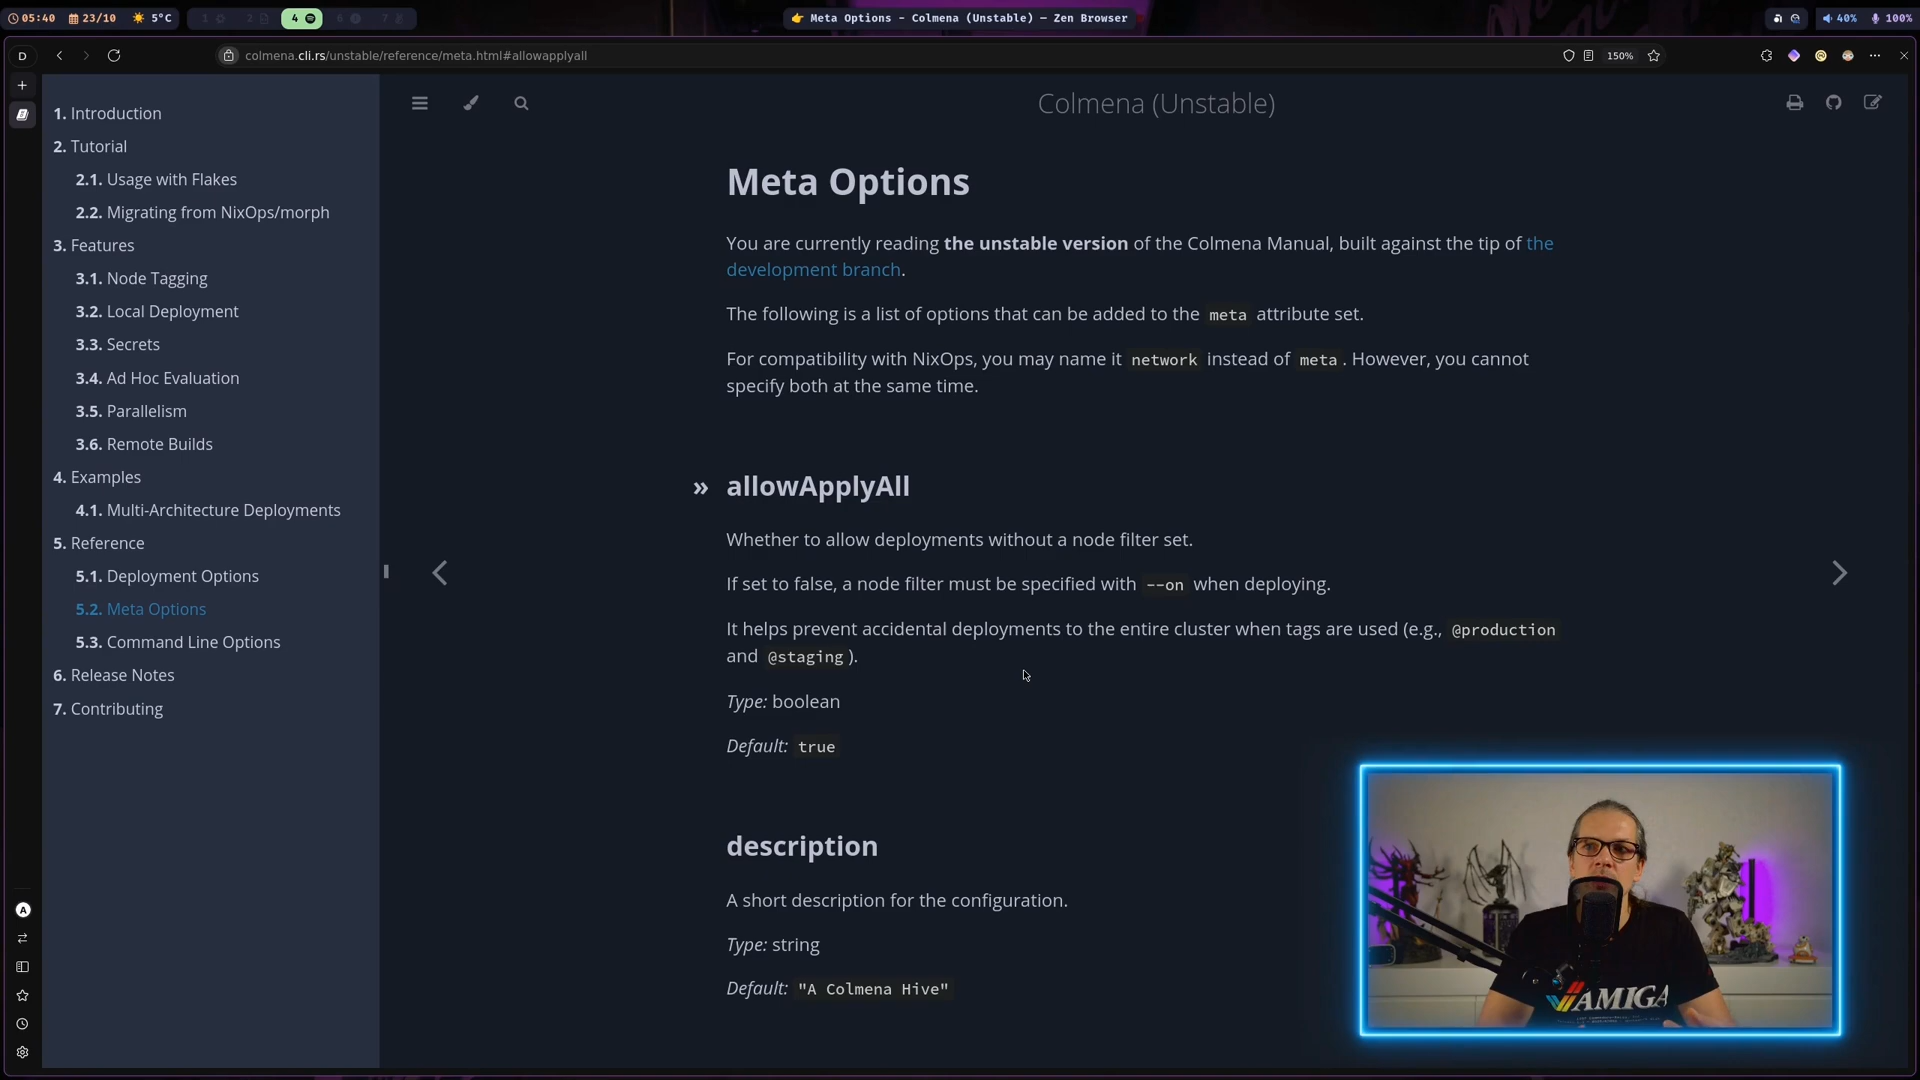 05:40 23/10 5°C 1 2 4 6 7
👉 Meta Options - Colmena (Unstable) — Zen Browser
40% 100%
D
colmena.cli.rs/unstable/reference/meta.html#allowapplyall
150%
1. Introduction
2. Tutorial
2.1. Usage with Flakes
2.2. Migrating from NixOps/morph
3. Features
3.1. Node Tagging
3.2. Local Deployment
3.3. Secrets
3.4. Ad Hoc Evaluation
3.5. Parallelism
3.6. Remote Builds
4. Examples
4.1. Multi-Architecture Deployments
5. Reference
5.1. Deployment Options
5.2. Meta Options
5.3. Command Line Options
6. Release Notes
7. Contributing
A
Colmena (Unstable)
Meta Options
You are currently reading the unstable version of the Colmena Manual, built against the tip of the
development branch.
The following is a list of options that can be added to the meta attribute set.
For compatibility with NixOps, you may name it network instead of meta. However, you cannot
specify both at the same time.
» allowApplyAll
Whether to allow deployments without a node filter set.
If set to false, a node filter must be specified with --on when deploying.
It helps prevent accidental deployments to the entire cluster when tags are used (e.g., @production
and @staging).
Type: boolean
Default: true
description
A short description for the configuration.
Type: string
Default: "A Colmena Hive"
AMIGA